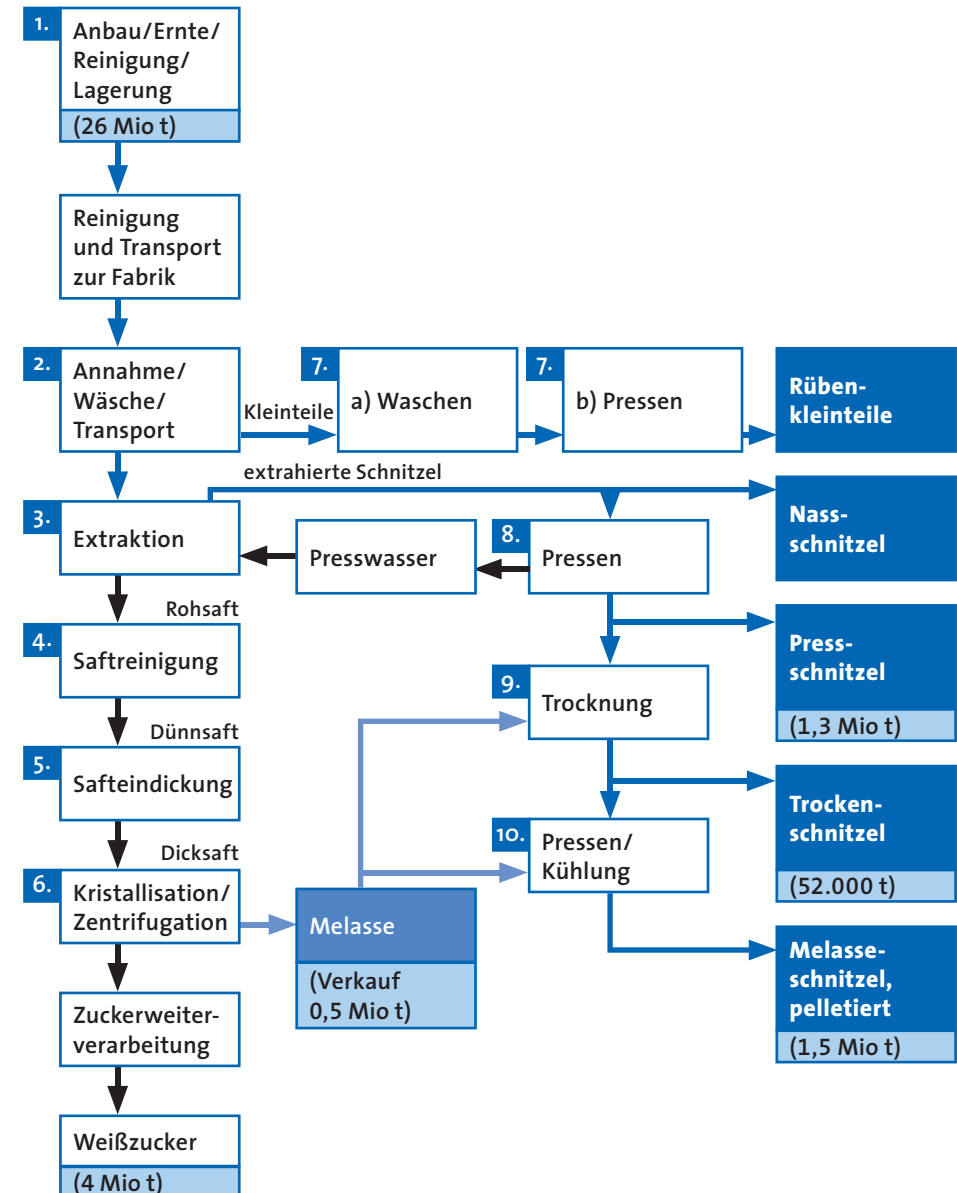 1.
Anbau/Ernte/
Reinigung/
Lagerung
(26 Mio t)
Reinigung
und Transport
zur Fabrik
2.
Annahme/
Wäsche/
Transport
Kleinteile
7.
a) Waschen
7.
b) Pressen
Rüben-
kleinteile
extrahierte Schnitzel
3.
Extraktion
Presswasser
8.
Pressen
Nass-
schnitzel
Rohsaft
4.
Saftreinigung
Press-
schnitzel
(1,3 Mio t)
9.
Trocknung
Dünnsaft
5.
Safteindickung
Trocken-
schnitzel
(52.000 t)
10.
Pressen/
Kühlung
Dicksaft
6.
Kristallisation/
Zentrifugation
Melasse
(Verkauf
0,5 Mio t)
Melasse-
schnitzel,
pelletiert
(1,5 Mio t)
Zuckerweiter-
verarbeitung
Weißzucker
(4 Mio t)